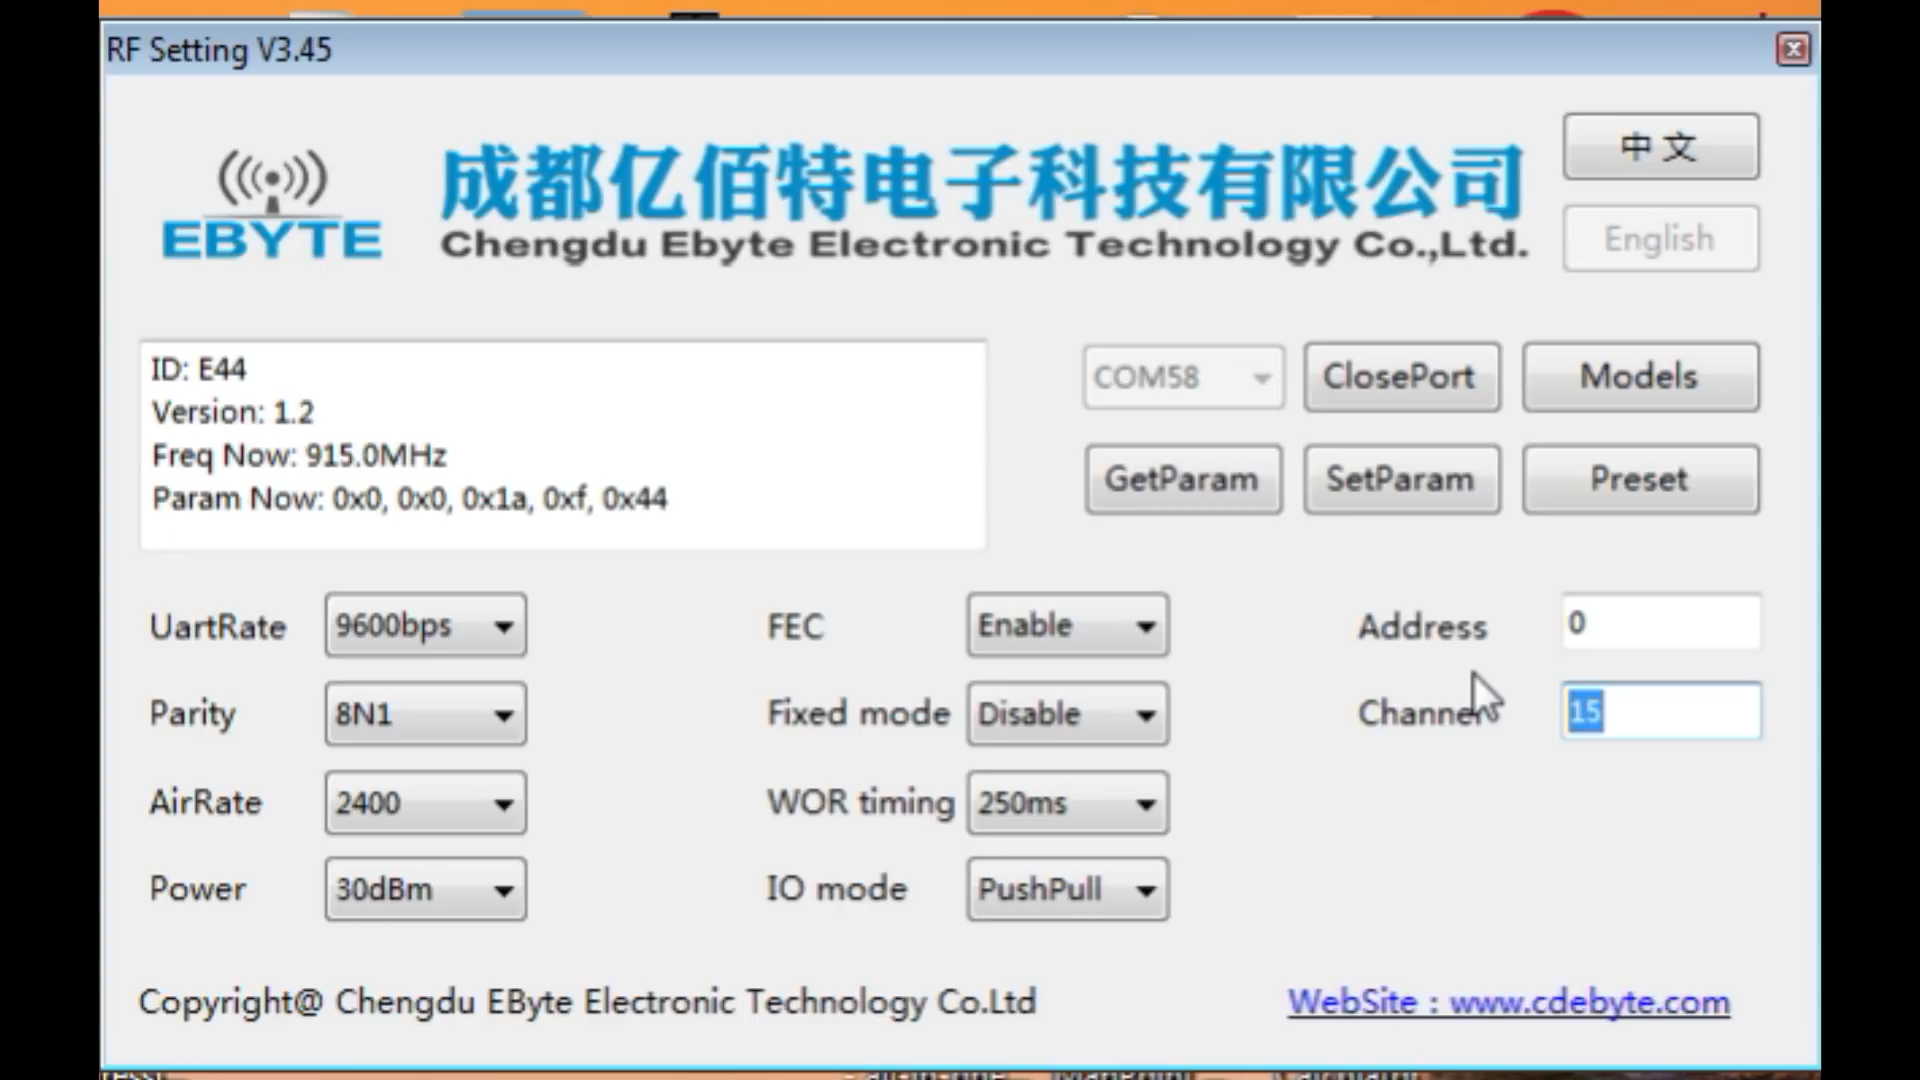 RF Setting V3.45
中文
English
EBYTE
成都亿佰特电子科技有限公司
Chengdu Ebyte Electronic Technology Co.,Ltd.
ID: E44
Version: 1.2
Freq Now: 915.0MHz
Param Now: 0x0, 0x0, 0x1a, 0xf, 0x44
COM58
ClosePort
Models
GetParam
SetParam
Preset
UartRate
9600bps
FEC
Enable
Address
0
Parity
8N1
Fixed mode
Disable
Channel
15
AirRate
2400
WOR timing
250ms
Power
30dBm
IO mode
PushPull
Copyright@ Chengdu EByte Electronic Technology Co.Ltd
WebSite : www.cdebyte.com